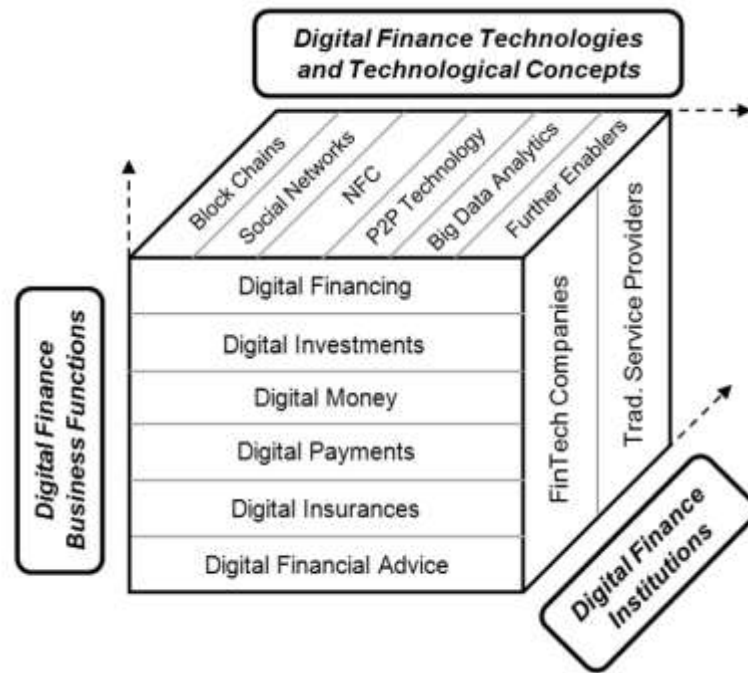 Digital Finance Technologies
and Technological Concepts
Block Chains
Social Networks
NFC
P2P Technology
Big Data Analytics
Further Enablers
Digital Finance
Business Functions
Digital Financing
Digital Investments
Digital Money
Digital Payments
Digital Insurances
Digital Financial Advice
FinTech Companies
Trad. Service Providers
Digital Finance
Institutions